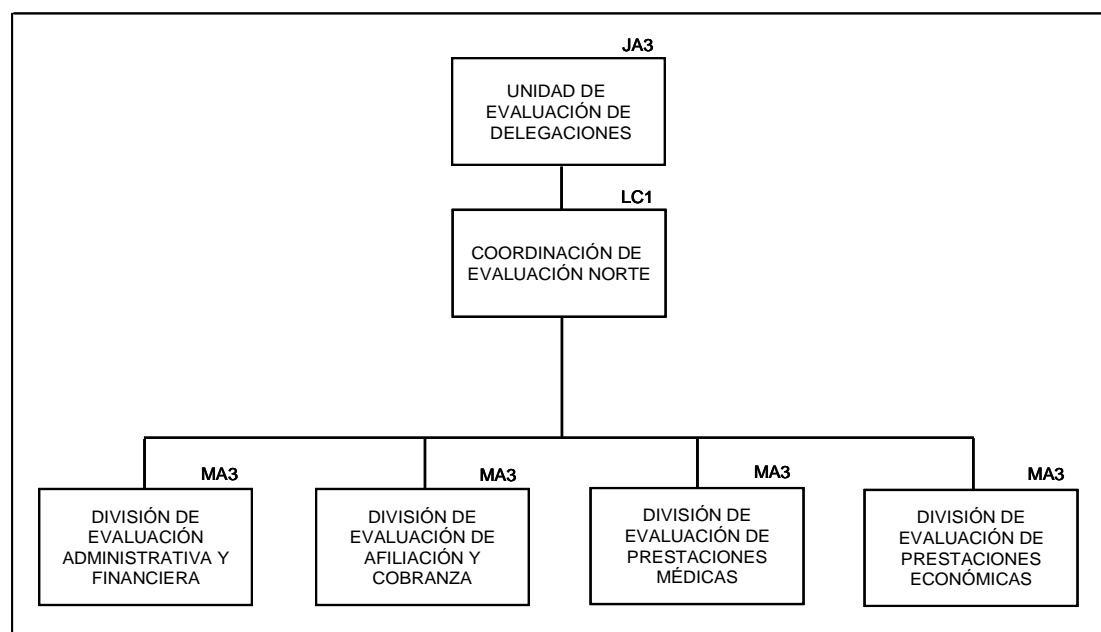 JA3
UNIDAD DE
EVALUACIÓN DE
DELEGACIONES
LC1
COORDINACIÓN DE
EVALUACIÓN NORTE
MA3
DIVISIÓN DE
EVALUACIÓN
ADMINISTRATIVA Y
FINANCIERA
MA3
DIVISIÓN DE
EVALUACIÓN DE
AFILIACIÓN Y
COBRANZA
MA3
DIVISIÓN DE
EVALUACIÓN DE
PRESTACIONES
MÉDICAS
MA3
DIVISIÓN DE
EVALUACIÓN DE
PRESTACIONES
ECONÓMICAS